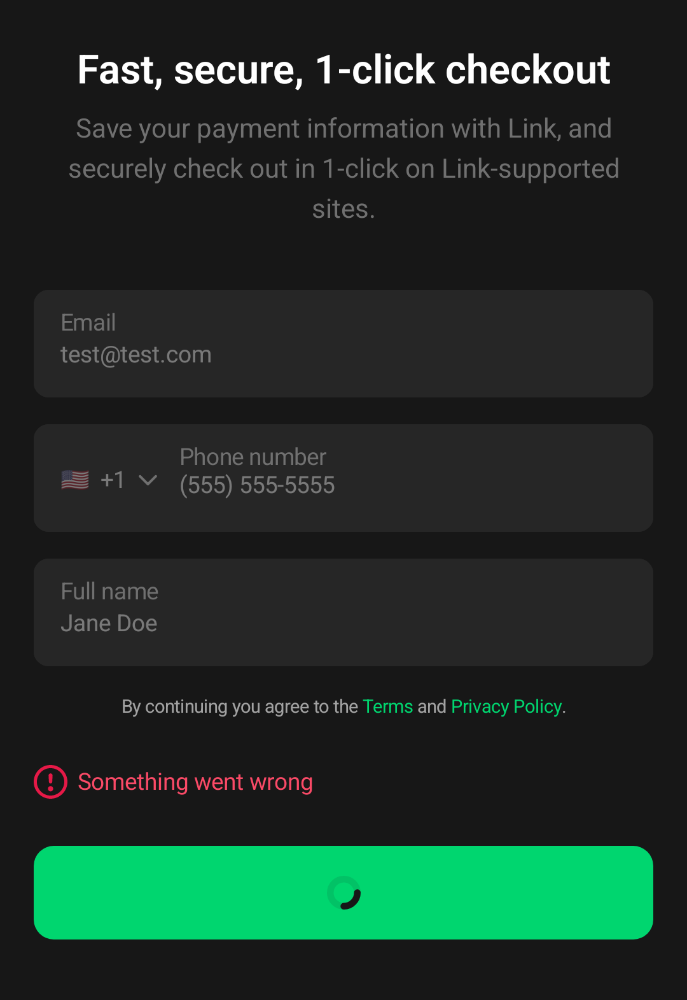 Fast, secure, 1-click checkout
Save your payment information with Link, and
securely check out in 1-click on Link-supported
sites.
Email
test@test.com
Phone number
+1
(555) 555-5555
Full name
Jane Doe
By continuing you agree to the Terms and Privacy Policy.
Something went wrong